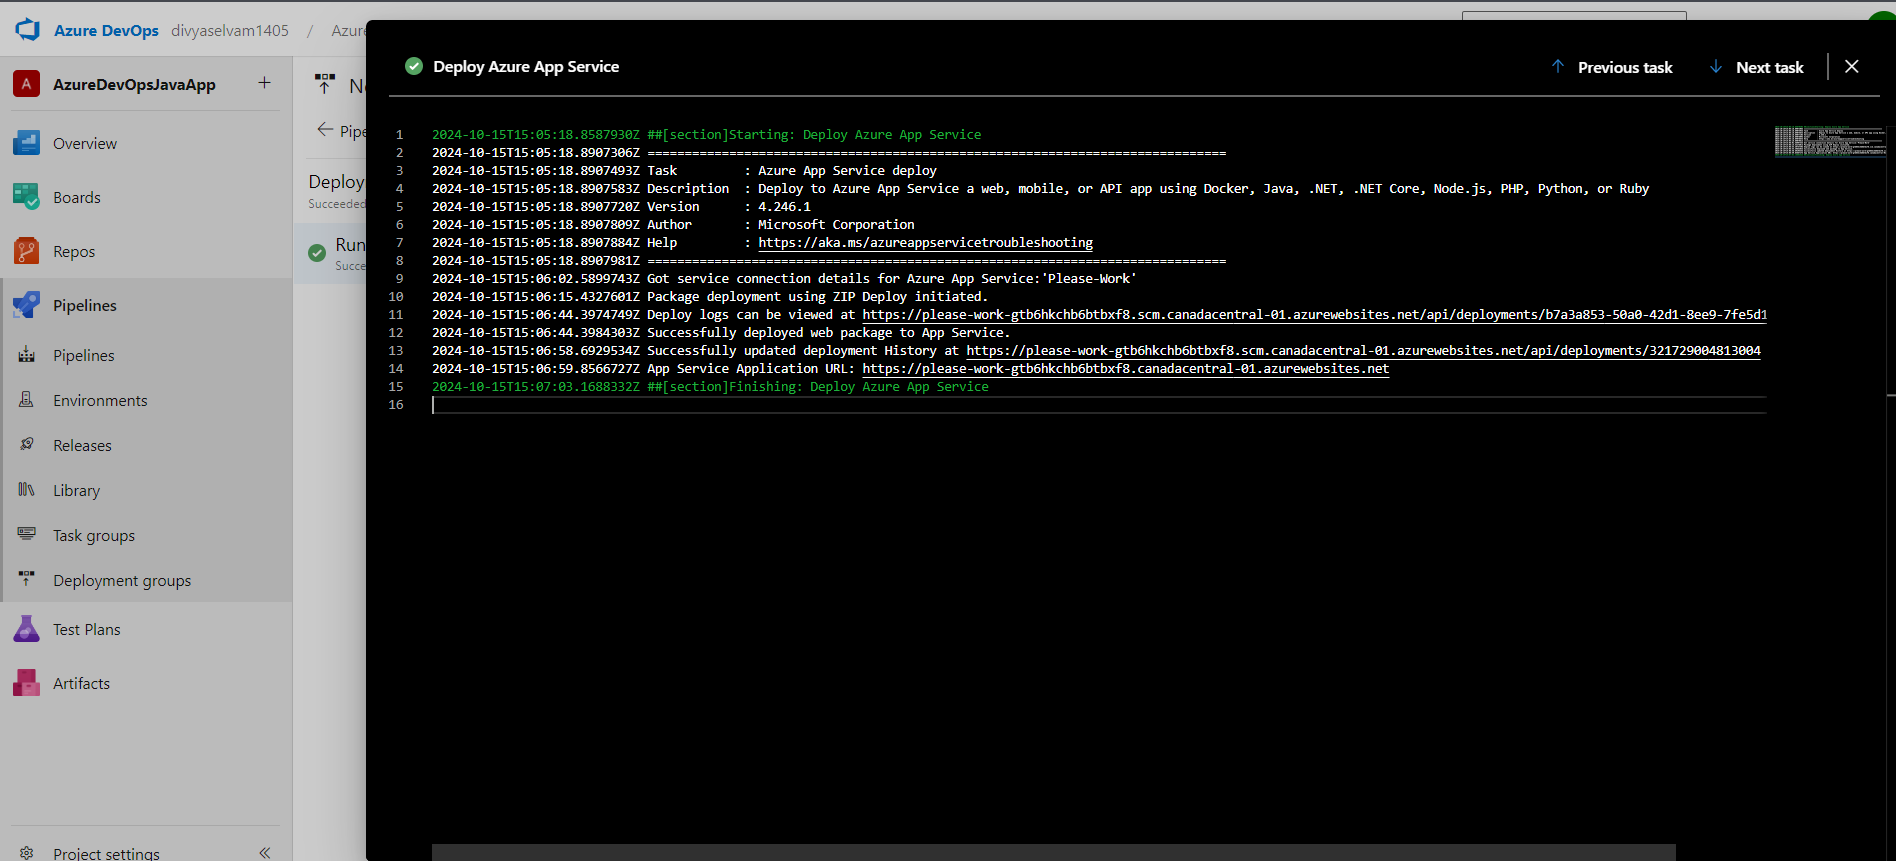 Azure DevOps divyaselvam1405 / Azure
A AzureDevOpsJavaApp +
Overview
Boards
Repos
Pipelines
Pipelines
Environments
Releases
Library
Task groups
Deployment groups
Test Plans
Artifacts
Project settings
Pipe
Deploy
Succeeded
Run
Succe
Deploy Azure App Service
Previous task Next task
1 2024-10-15T15:05:18.8587930Z ##[section]Starting: Deploy Azure App Service
2 2024-10-15T15:05:18.8907306Z ==============================================================================
3 2024-10-15T15:05:18.8907493Z Task : Azure App Service deploy
4 2024-10-15T15:05:18.8907583Z Description : Deploy to Azure App Service a web, mobile, or API app using Docker, Java, .NET, .NET Core, Node.js, PHP, Python, or Ruby
5 2024-10-15T15:05:18.8907720Z Version : 4.246.1
6 2024-10-15T15:05:18.8907809Z Author : Microsoft Corporation
7 2024-10-15T15:05:18.8907884Z Help : https://aka.ms/azureappservicetroubleshooting
8 2024-10-15T15:05:18.8907981Z ==============================================================================
9 2024-10-15T15:06:02.5899743Z Got service connection details for Azure App Service:'Please-Work'
10 2024-10-15T15:06:15.4327601Z Package deployment using ZIP Deploy initiated.
11 2024-10-15T15:06:44.3974749Z Deploy logs can be viewed at https://please-work-gtb6hkchb6btbxf8.scm.canadacentral-01.azurewebsites.net/api/deployments/b7a3a853-50a0-42d1-8ee9-7fe5d1
12 2024-10-15T15:06:44.3984303Z Successfully deployed web package to App Service.
13 2024-10-15T15:06:58.6929534Z Successfully updated deployment History at https://please-work-gtb6hkchb6btbxf8.scm.canadacentral-01.azurewebsites.net/api/deployments/321729004813004
14 2024-10-15T15:06:59.8566727Z App Service Application URL: https://please-work-gtb6hkchb6btbxf8.canadacentral-01.azurewebsites.net
15 2024-10-15T15:07:03.1688332Z ##[section]Finishing: Deploy Azure App Service
16